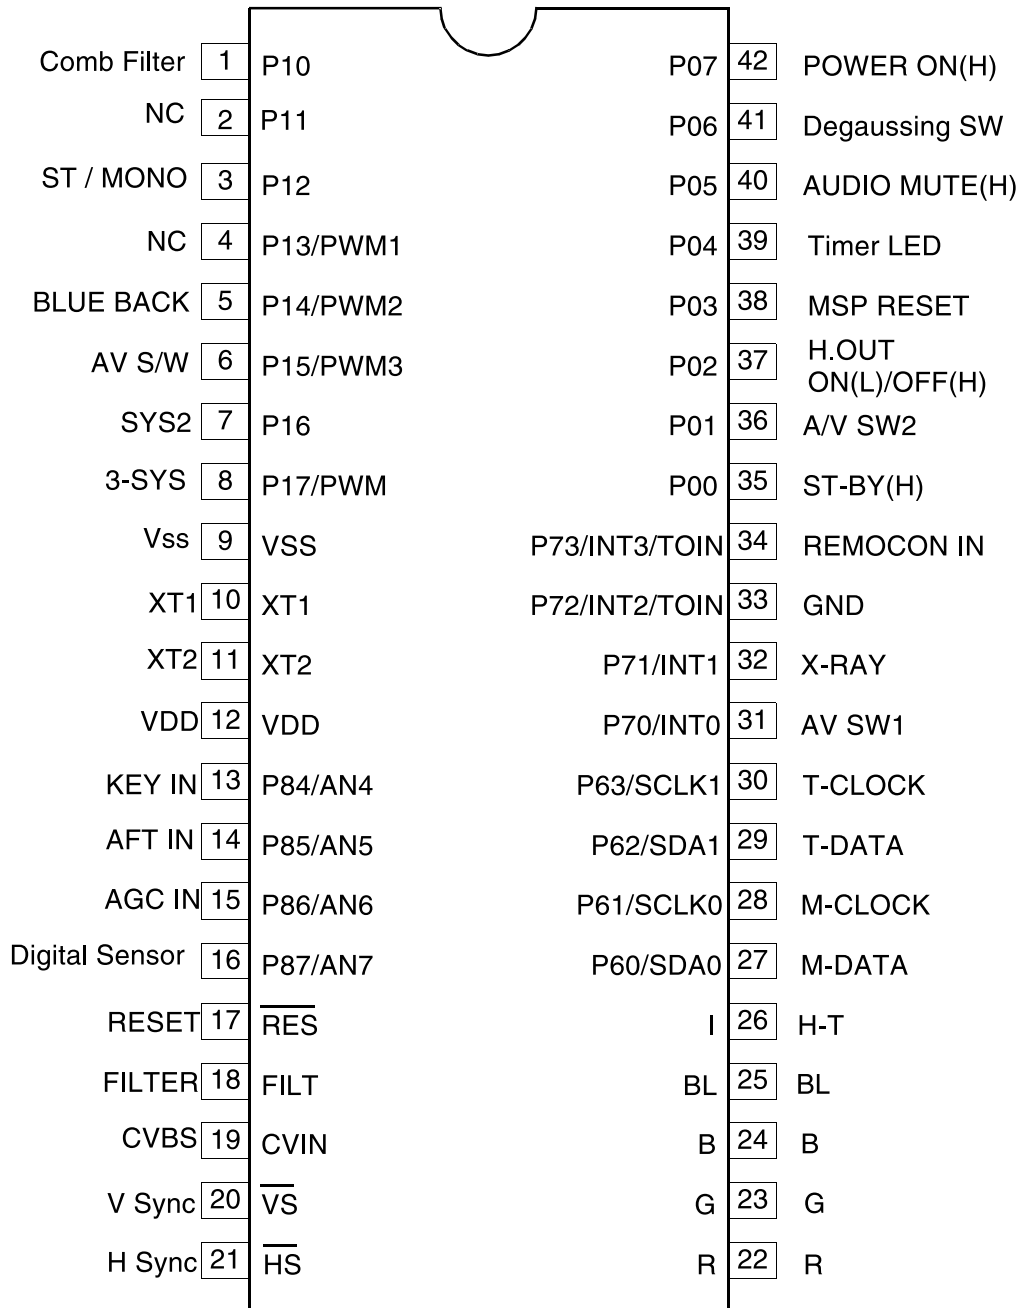 Comb Filter 1 P10 P07 42 POWER ON(H)
NC 2 P11 P06 41 Degaussing SW
ST / MONO 3 P12 P05 40 AUDIO MUTE(H)
NC 4 P13/PWM1 P04 39 Timer LED
BLUE BACK 5 P14/PWM2 P03 38 MSP RESET
AV S/W 6 P15/PWM3 P02 37 H.OUT
ON(L)/OFF(H)
SYS2 7 P16 P01 36 A/V SW2
3-SYS 8 P17/PWM P00 35 ST-BY(H)
Vss 9 VSS P73/INT3/TOIN 34 REMOCON IN
XT1 10 XT1 P72/INT2/TOIN 33 GND
XT2 11 XT2 P71/INT1 32 X-RAY
VDD 12 VDD P70/INT0 31 AV SW1
KEY IN 13 P84/AN4 P63/SCLK1 30 T-CLOCK
AFT IN 14 P85/AN5 P62/SDA1 29 T-DATA
AGC IN 15 P86/AN6 P61/SCLK0 28 M-CLOCK
Digital Sensor 16 P87/AN7 P60/SDA0 27 M-DATA
RESET 17 RES I 26 H-T
FILTER 18 FILT BL 25 BL
CVBS 19 CVIN B 24 B
V Sync 20 VS G 23 G
H Sync 21 HS R 22 R